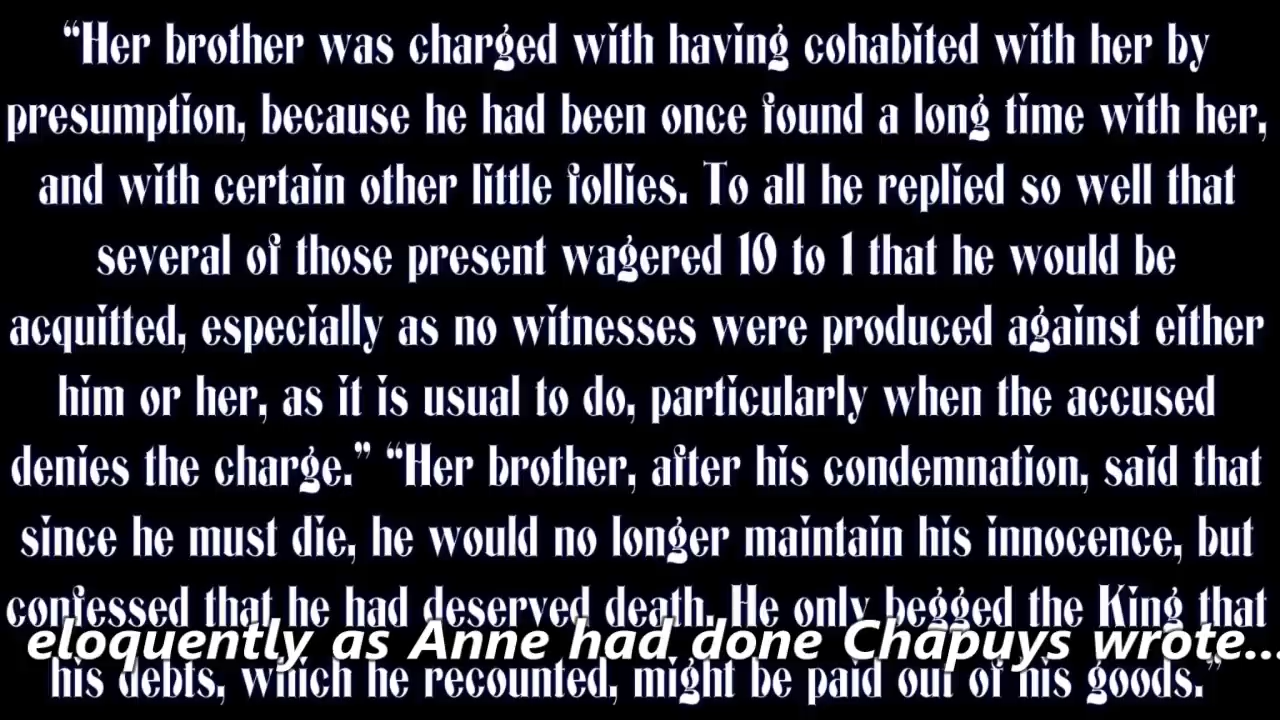 “Her brother was charged with having cohabited with her by
presumption, because he had been once found a long time with her,
and with certain other little follies. To all he replied so well that
several of those present wagered 10 to 1 that he would be
acquitted, especially as no witnesses were produced against either
him or her, as it is usual to do, particularly when the accused
denies the charge.” “Her brother, after his condemnation, said that
since he must die, he would no longer maintain his innocence, but
confessed that he had deserved death. He only begged the King that
eloquently as Anne had done Chapuys wrote...
his debts, which he recounted, might be paid out of his goods.”